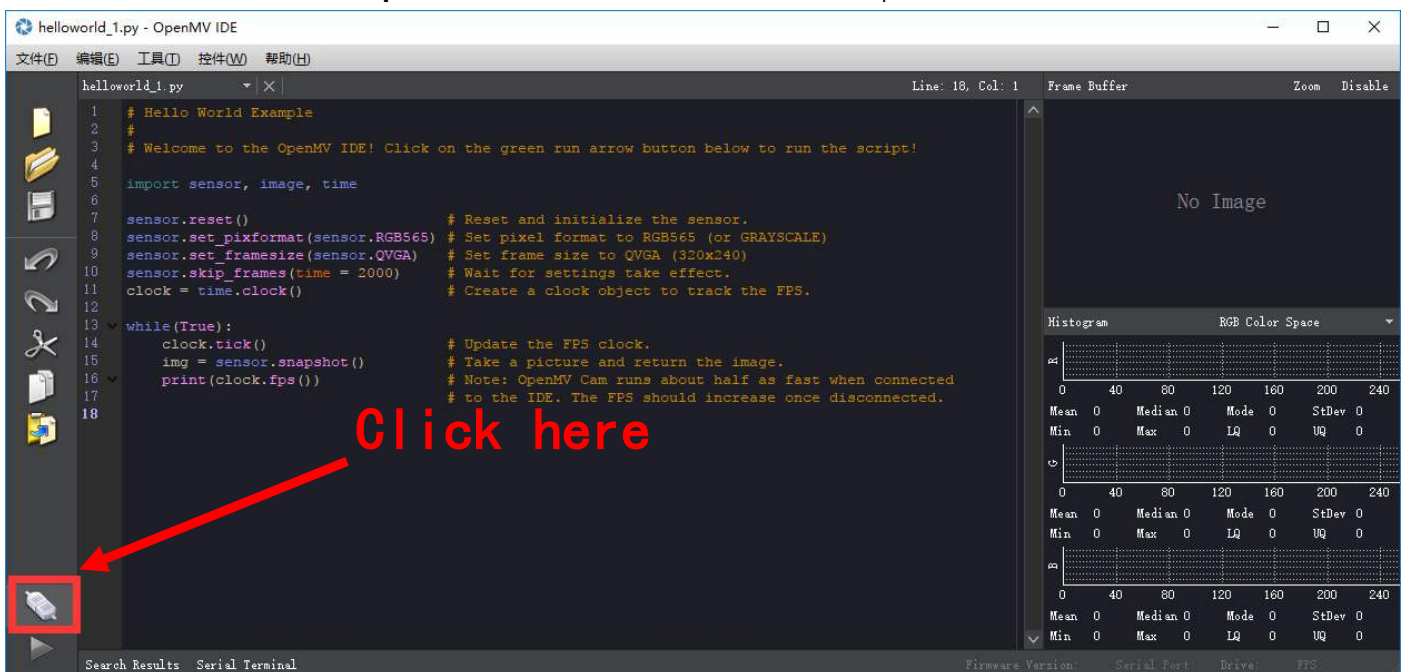 helloworld_1.py - OpenMV IDE
文件(F) 编辑(E) 工具(T) 控件(W) 帮助(H)
helloworld_1.py Line: 18, Col: 1 Frame Buffer Zoom Disable
1 # Hello World Example
2 #
3 # Welcome to the OpenMV IDE! Click on the green run arrow button below to run the script!
4
5 import sensor, image, time
6
7 sensor.reset() # Reset and initialize the sensor.
8 sensor.set_pixformat(sensor.RGB565) # Set pixel format to RGB565 (or GRAYSCALE)
9 sensor.set_framesize(sensor.QVGA) # Set frame size to QVGA (320x240)
10 sensor.skip_frames(time = 2000) # Wait for settings take effect.
11 clock = time.clock() # Create a clock object to track the FPS.
12
13 while(True):
14 clock.tick() # Update the FPS clock.
15 img = sensor.snapshot() # Take a picture and return the image.
16 print(clock.fps()) # Note: OpenMV Cam runs about half as fast when connected
17 # to the IDE. The FPS should increase once disconnected.
18
Click here
No Image
Histogram RGB Color Space
R
0 40 80 120 160 200 240
Mean 0 Median 0 Mode 0 StDev 0
Min 0 Max 0 LQ 0 UQ 0
G
0 40 80 120 160 200 240
Mean 0 Median 0 Mode 0 StDev 0
Min 0 Max 0 LQ 0 UQ 0
B
0 40 80 120 160 200 240
Mean 0 Median 0 Mode 0 StDev 0
Min 0 Max 0 LQ 0 UQ 0
Search Results Serial Terminal Firmware Version: Serial Port: Drive: FPS: